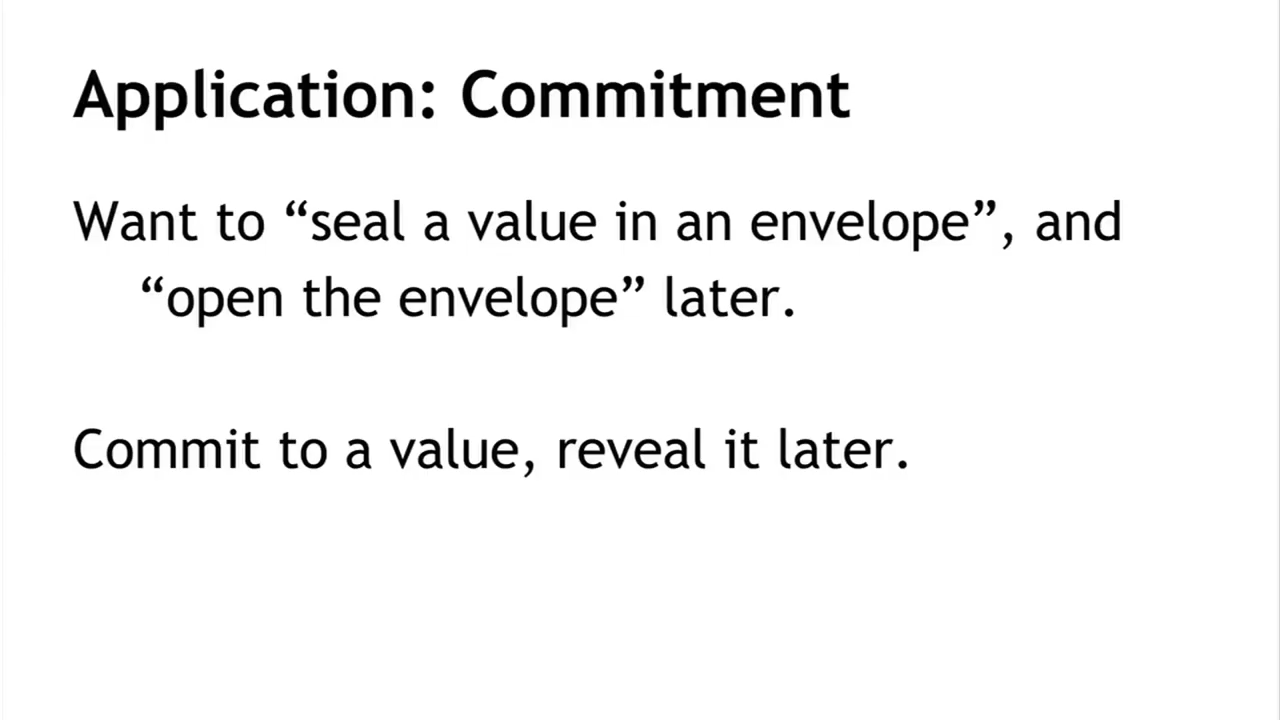 Application: Commitment
Want to “seal a value in an envelope”, and
“open the envelope” later.
Commit to a value, reveal it later.